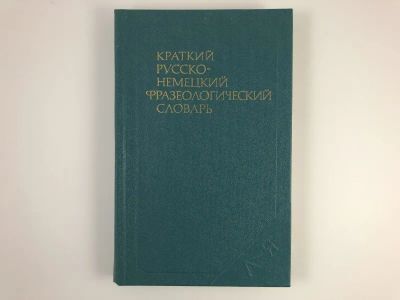 КРАТКИЙ
РУССКО-
НЕМЕЦКИЙ
ФРАЗЕОЛОГИЧЕСКИЙ
СЛОВАРЬ
Л Я